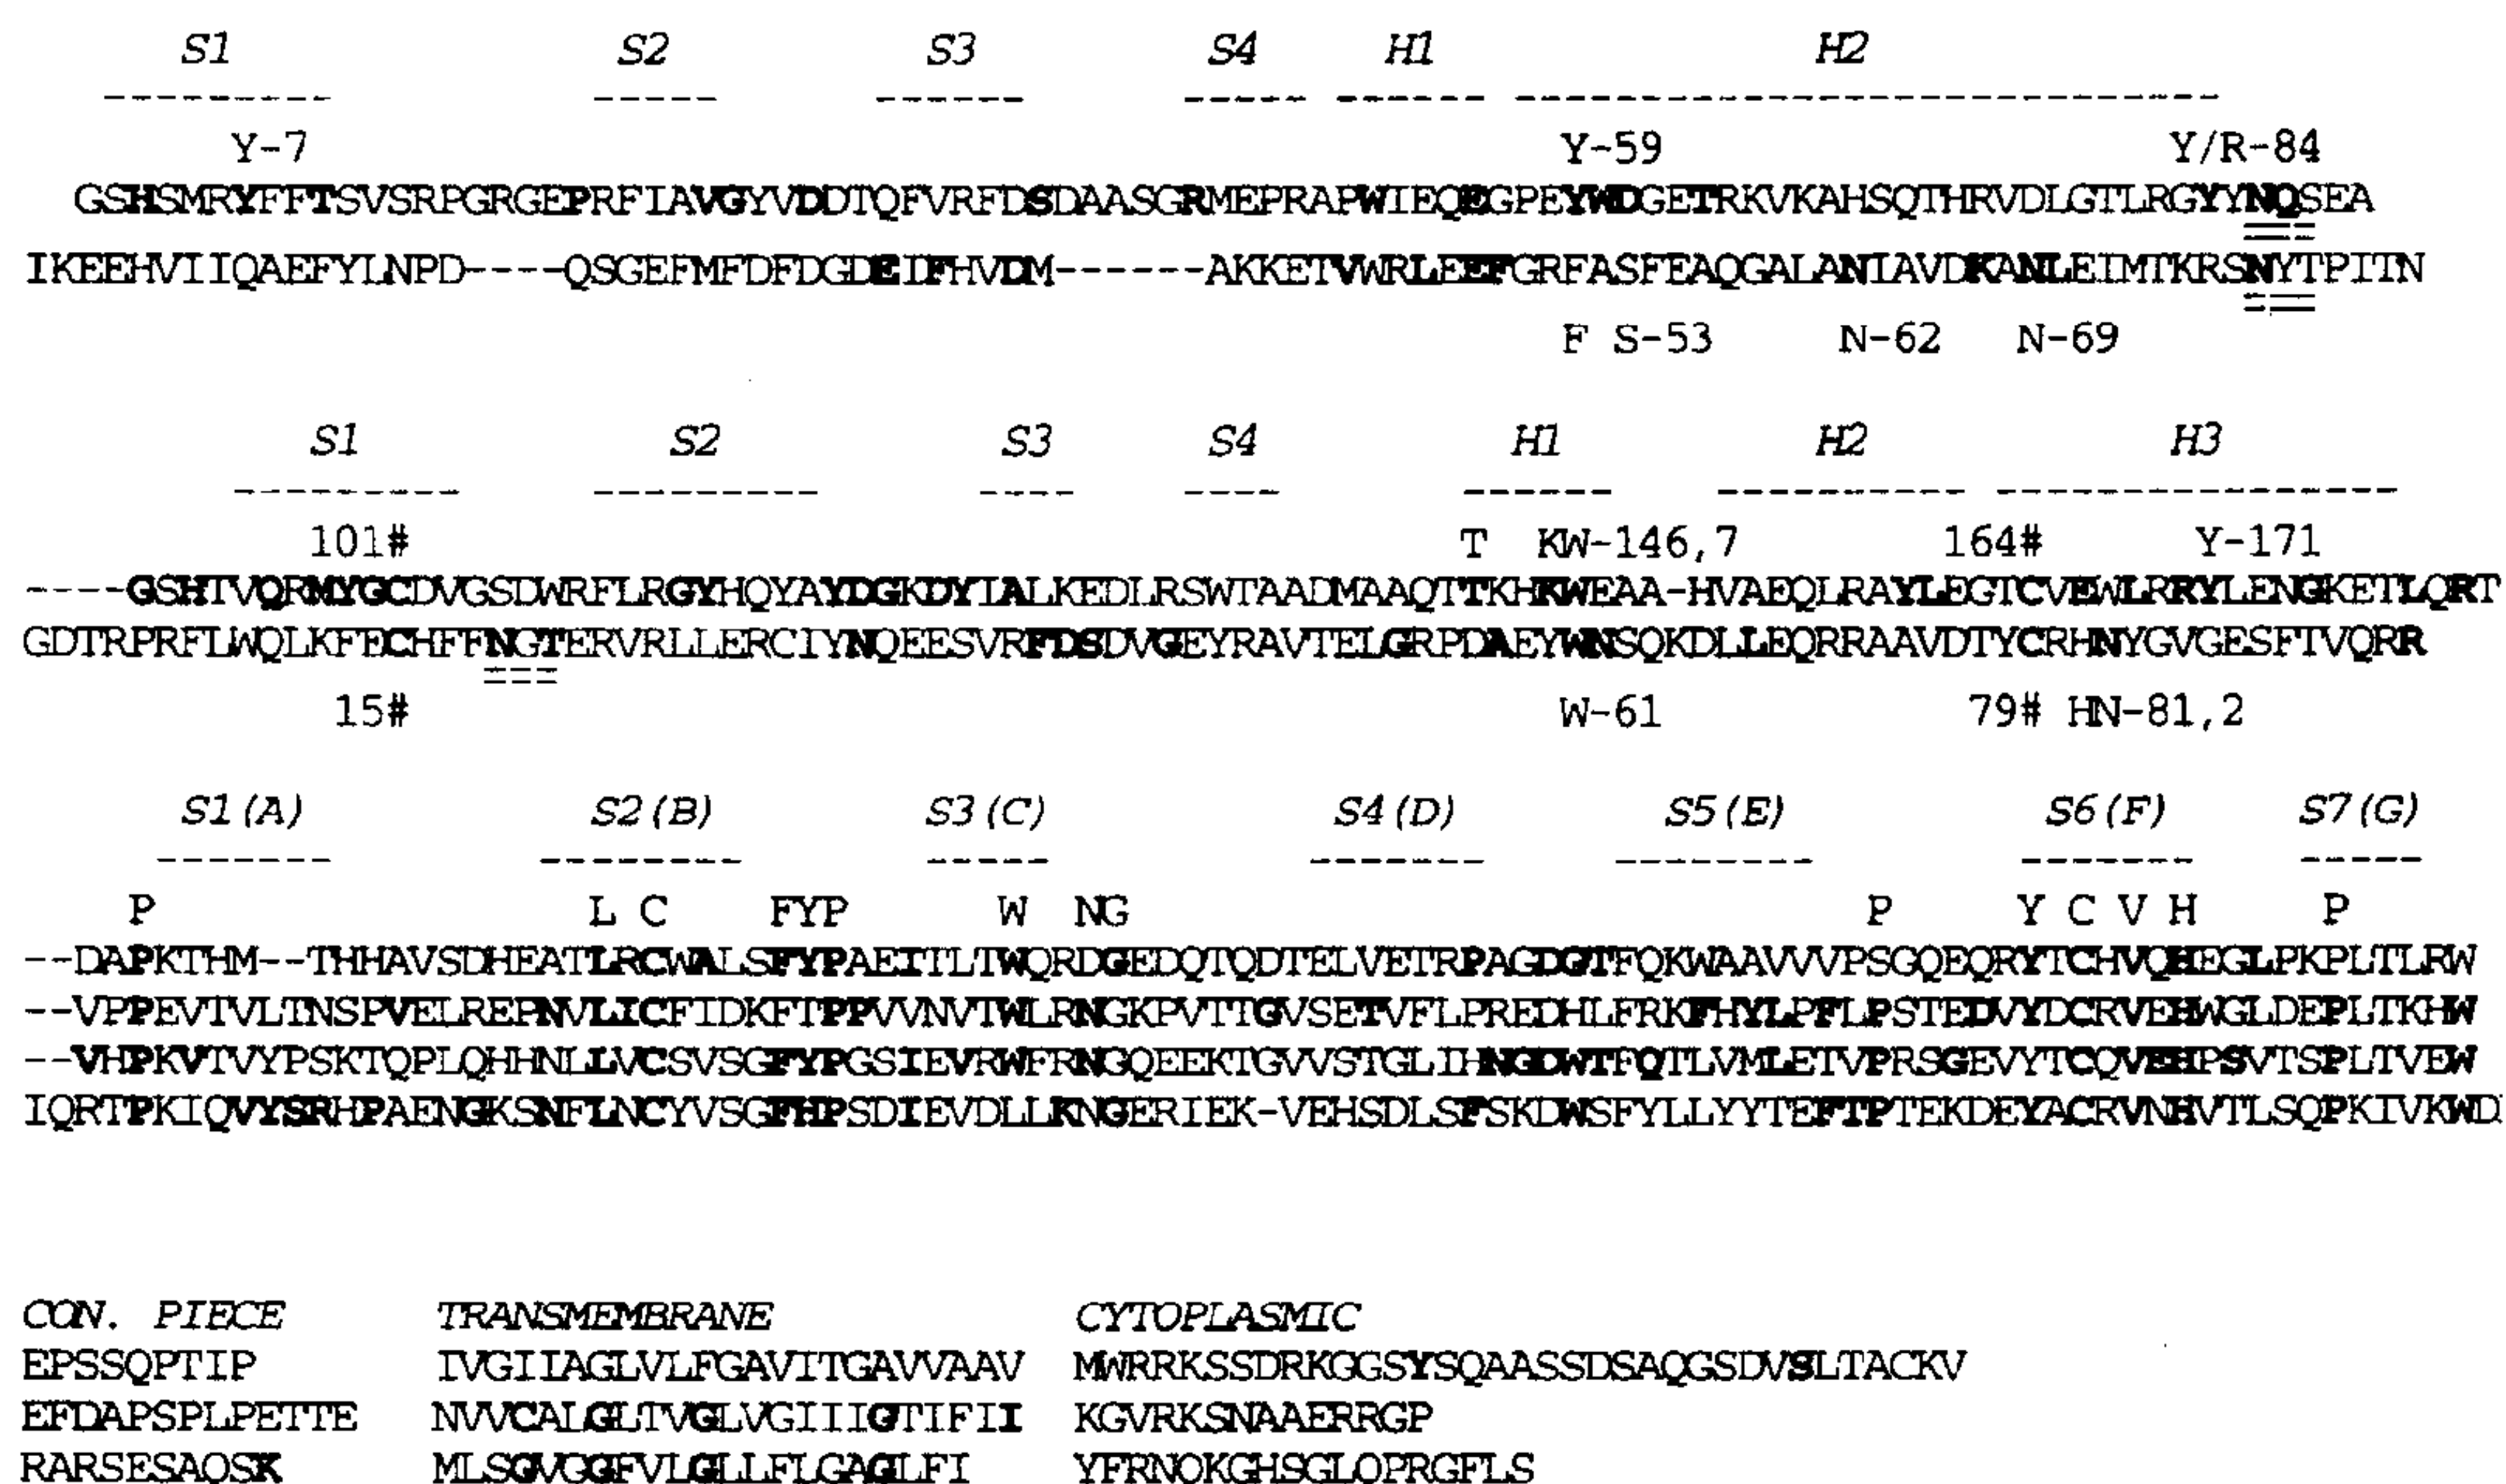 S1 S2 S3 S4 H1 H2
--------- ----- ------ ----- ------ -----------------------------
Y-7 Y-59 Y/R-84
GSHSMRYFFTSVSRPGRGEPRFIAVGYVDDTQFVRFDSDAASGRMEPRAPWIEQEGPEYWDGETRKVKAHSQTHRVDLGTLRGYYNQSEA
IKEEHVIIQAEFYLNPD----QSGEFMFDFDGDEIFHVDM------AKKETVWRLEEFGRFASFEAQGALANIAVDKANLEIMTKRSNYTPITN
F S-53 N-62 N-69
S1 S2 S3 S4 H1 H2 H3
--------- --------- ---- ---- ------ ---------- ----------------
101# T KW-146,7 164# Y-171
----GSHTVQRMYGCDVGSDWRFLRGYHQYAYDGKDYIALKEDLRSWTAADMAAQTTKHKWEAA-HVAEQLRAYLEGTCVEWLRRYLENGKETLQRT
GDTRPRFLWQLKFECHFFNGTERVRLLERCIYNQEESVRFDSDVGEYRAVTELGRPDAEYWNSQKDLLEQRRAAVDTYCRHNYGVGESFTVQRR
15# W-61 79# HN-81,2
S1(A) S2(B) S3(C) S4(D) S5(E) S6(F) S7(G)
------- -------- ----- ------- -------- ------- -----
P L C FYP W NG P Y C V H P
--DAPKTHM--THHAVSDHEATLRCWALSFYPAEITLTWQRDGEDQTQDTELVETRPAGDGTFQKWAAVVVPSGQEQRYTCHVQHEGLPKPLTLRW
--VPPEVTVLTNSPVELREPNVLICFIDKFTPPVVNVTWLRNGKPVTTGVSETVFLPREDHLFRKFHYLPFLPSTEDVYDCRVEHWGLDEPLTKHW
--VHPKVTVYPSKTQPLQHHNLLVCSVSGFYPGSIEVRWFRNGQEEKTGVVSTGLIHNGDWTFQTLVMLETVPRSGEVYTCQVEHPSVTSPLTVEW
IQRTPKIQVYSRHPAENGKSNFLNCYVSGFHPSDIEVDLLKNGERIEK-VEHSDLSFSKDWSFYLLYYTEFTPTEKDEYACRVNHVTLSQPKIVKWD
CON. PIECE TRANSMEMBRANE CYTOPLASMIC
EPSSQPTIP IVGIIAGLVLFGAVITGAVVAAV MWRRKSSDRKGGSYSQAASSDSAQGSDVSLTACKV
EFDAPSPLPETTE NVVCALGLTVGLVGIIIGTIFII KGVRKSNAAERRGP
RARSESAQSK MLSGVGGFVLGLLFLGAGLFI YFRNQKGHSGLQPRGFLS